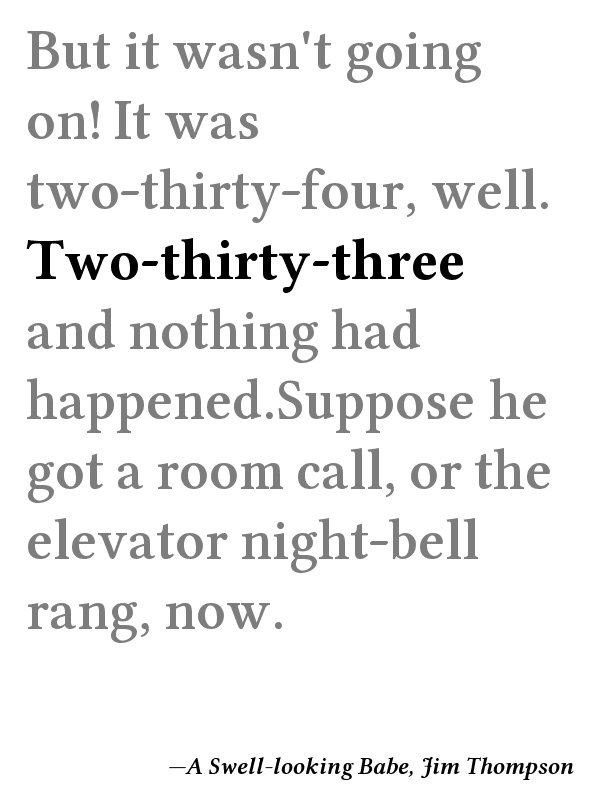 But it wasn't going
on! It was
two-thirty-four, well.
Two-thirty-three
and nothing had
happened.Suppose he
got a room call, or the
elevator night-bell
rang, now.
—A Swell-looking Babe, Jim Thompson